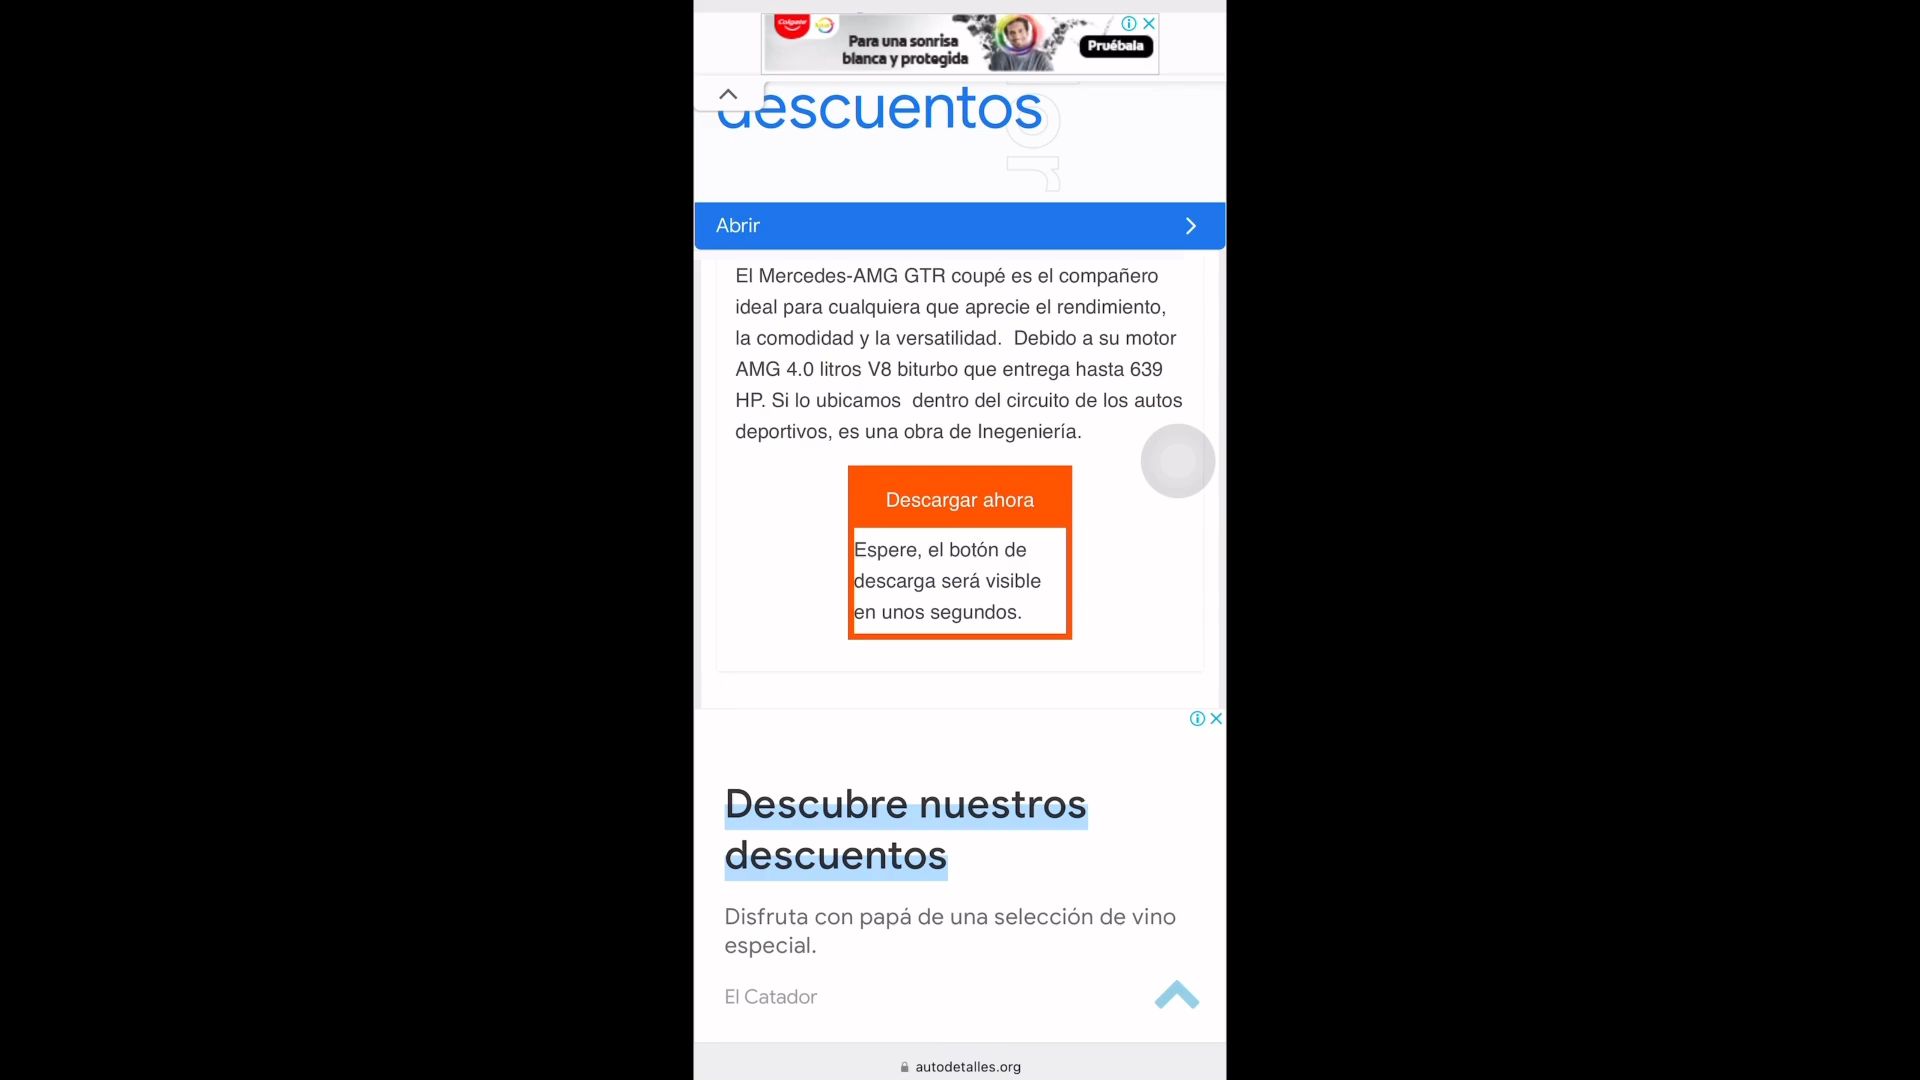 Colgate
Para una sonrisa
blanca y protegida
Pruébala
descuentos
or
Abrir
El Mercedes-AMG GTR coupé es el compañero
ideal para cualquiera que aprecie el rendimiento,
la comodidad y la versatilidad. Debido a su motor
AMG 4.0 litros V8 biturbo que entrega hasta 639
HP. Si lo ubicamos dentro del circuito de los autos
deportivos, es una obra de Inegeniería.
Descargar ahora
Espere, el botón de
descarga será visible
en unos segundos.
Descubre nuestros
descuentos
Disfruta con papá de una selección de vino
especial.
El Catador
autodetalles.org